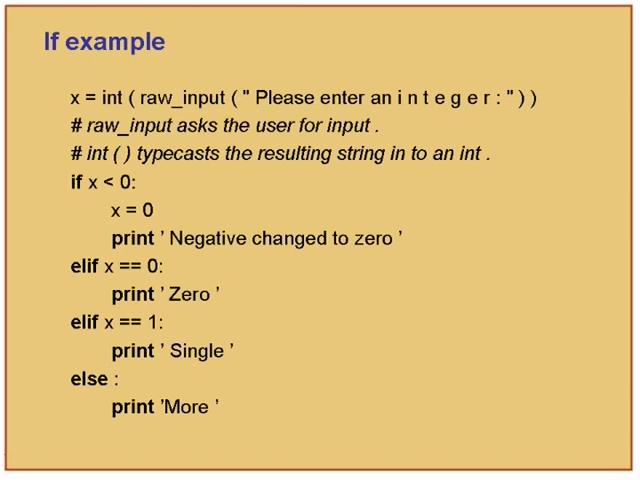 If example
x = int ( raw_input ( " Please enter an i n t e g e r : " ) )
# raw_input asks the user for input .
# int ( ) typecasts the resulting string in to an int .
if x < 0:
x = 0
print ’ Negative changed to zero ’
elif x == 0:
print ’ Zero ’
elif x == 1:
print ’ Single ’
else :
print ’More ’